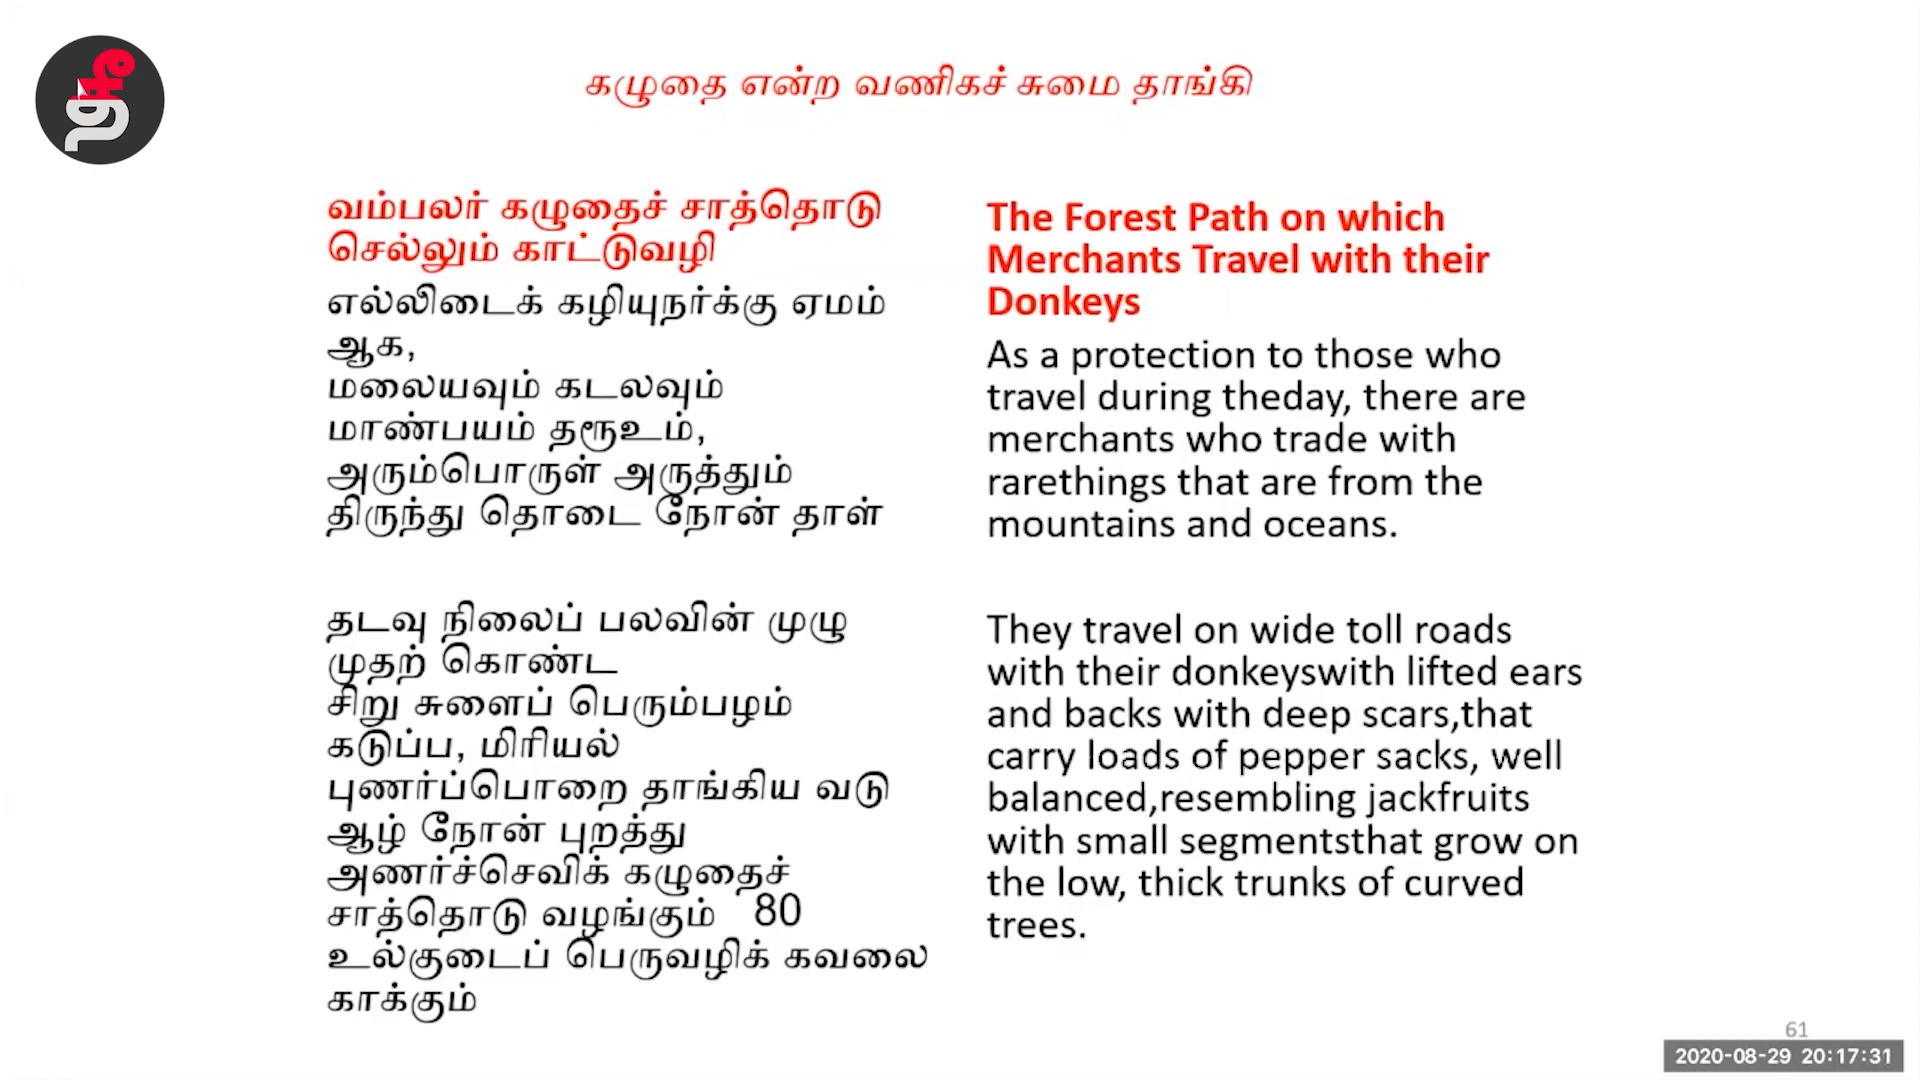 கழுதை என்ற வணிகச் சுமை தாங்கி
வம்பலர் கழுதைச் சாத்தொடு
செல்லும் காட்டுவழி
எல்லிடைக் கழியுநர்க்கு ஏமம்
ஆக,
மலையவும் கடலவும்
மாண்பயம் தரூஉம்,
அரும்பொருள் அருத்தும்
திருந்து தொடை நோன் தாள்
தடவு நிலைப் பலவின் முழு
முதற் கொண்ட
சிறு சுளைப் பெரும்பழம்
கடுப்ப, மிரியல்
புணர்ப்பொறை தாங்கிய வடு
ஆழ் நோன் புறத்து
அணர்ச்செவிக் கழுதைச்
சாத்தொடு வழங்கும் 80
உல்குடைப் பெருவழிக் கவலை
காக்கும்
The Forest Path on which
Merchants Travel with their
Donkeys
As a protection to those who
travel during theday, there are
merchants who trade with
rarethings that are from the
mountains and oceans.
They travel on wide toll roads
with their donkeyswith lifted ears
and backs with deep scars,that
carry loads of pepper sacks, well
balanced,resembling jackfruits
with small segmentsthat grow on
the low, thick trunks of curved
trees.
61
2020-08-29 20:17:31